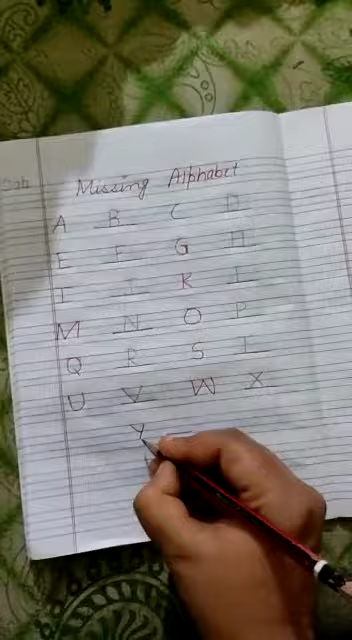 Missing Alphabet
A B C D
E F G H
I J K L
M N O P
Q R S T
U V W X
Y